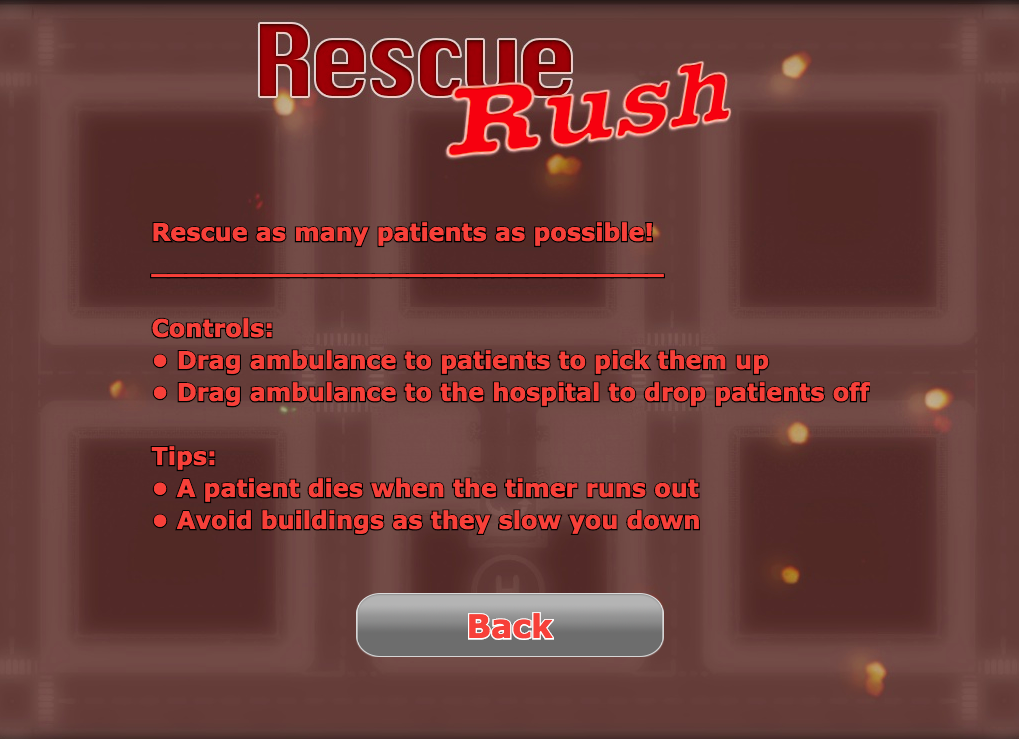 Rescue
Rush
Rescue as many patients as possible!
Controls:
● Drag ambulance to patients to pick them up
● Drag ambulance to the hospital to drop patients off
Tips:
● A patient dies when the timer runs out
● Avoid buildings as they slow you down
H
Back